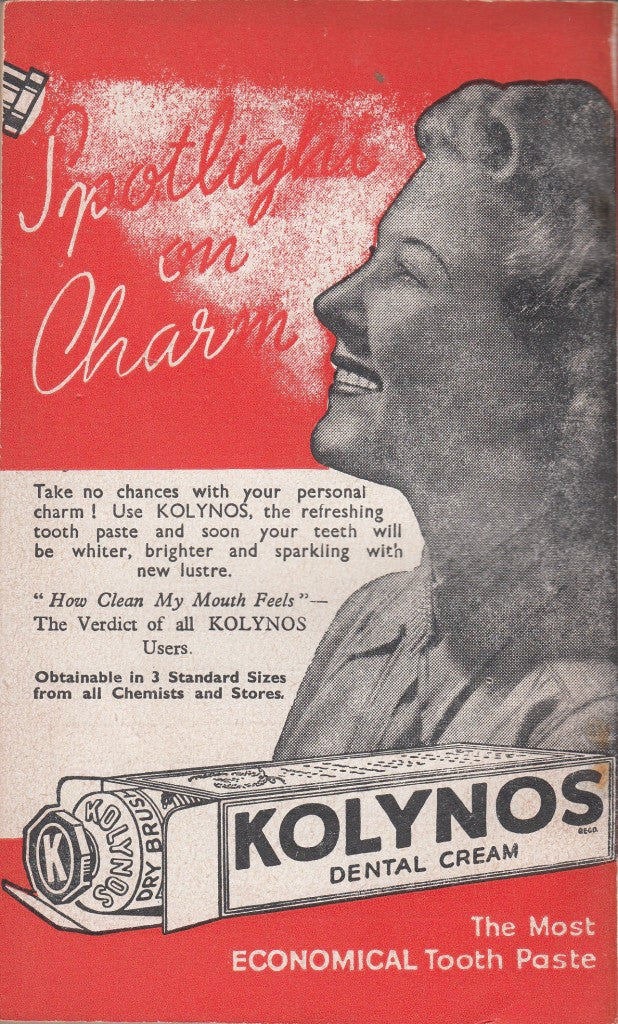 Spotlight
on
Charm
Take no chances with your personal
charm ! Use KOLYNOS, the refreshing
tooth paste and soon your teeth will
be whiter, brighter and sparkling with
new lustre.
“ How Clean My Mouth Feels ”—
The Verdict of all KOLYNOS
Users.
Obtainable in 3 Standard Sizes
from all Chemists and Stores.
K
KOLYNOS
DRY BRUSH
KOLYNOS
REGD.
DENTAL CREAM
The Most
ECONOMICAL Tooth Paste